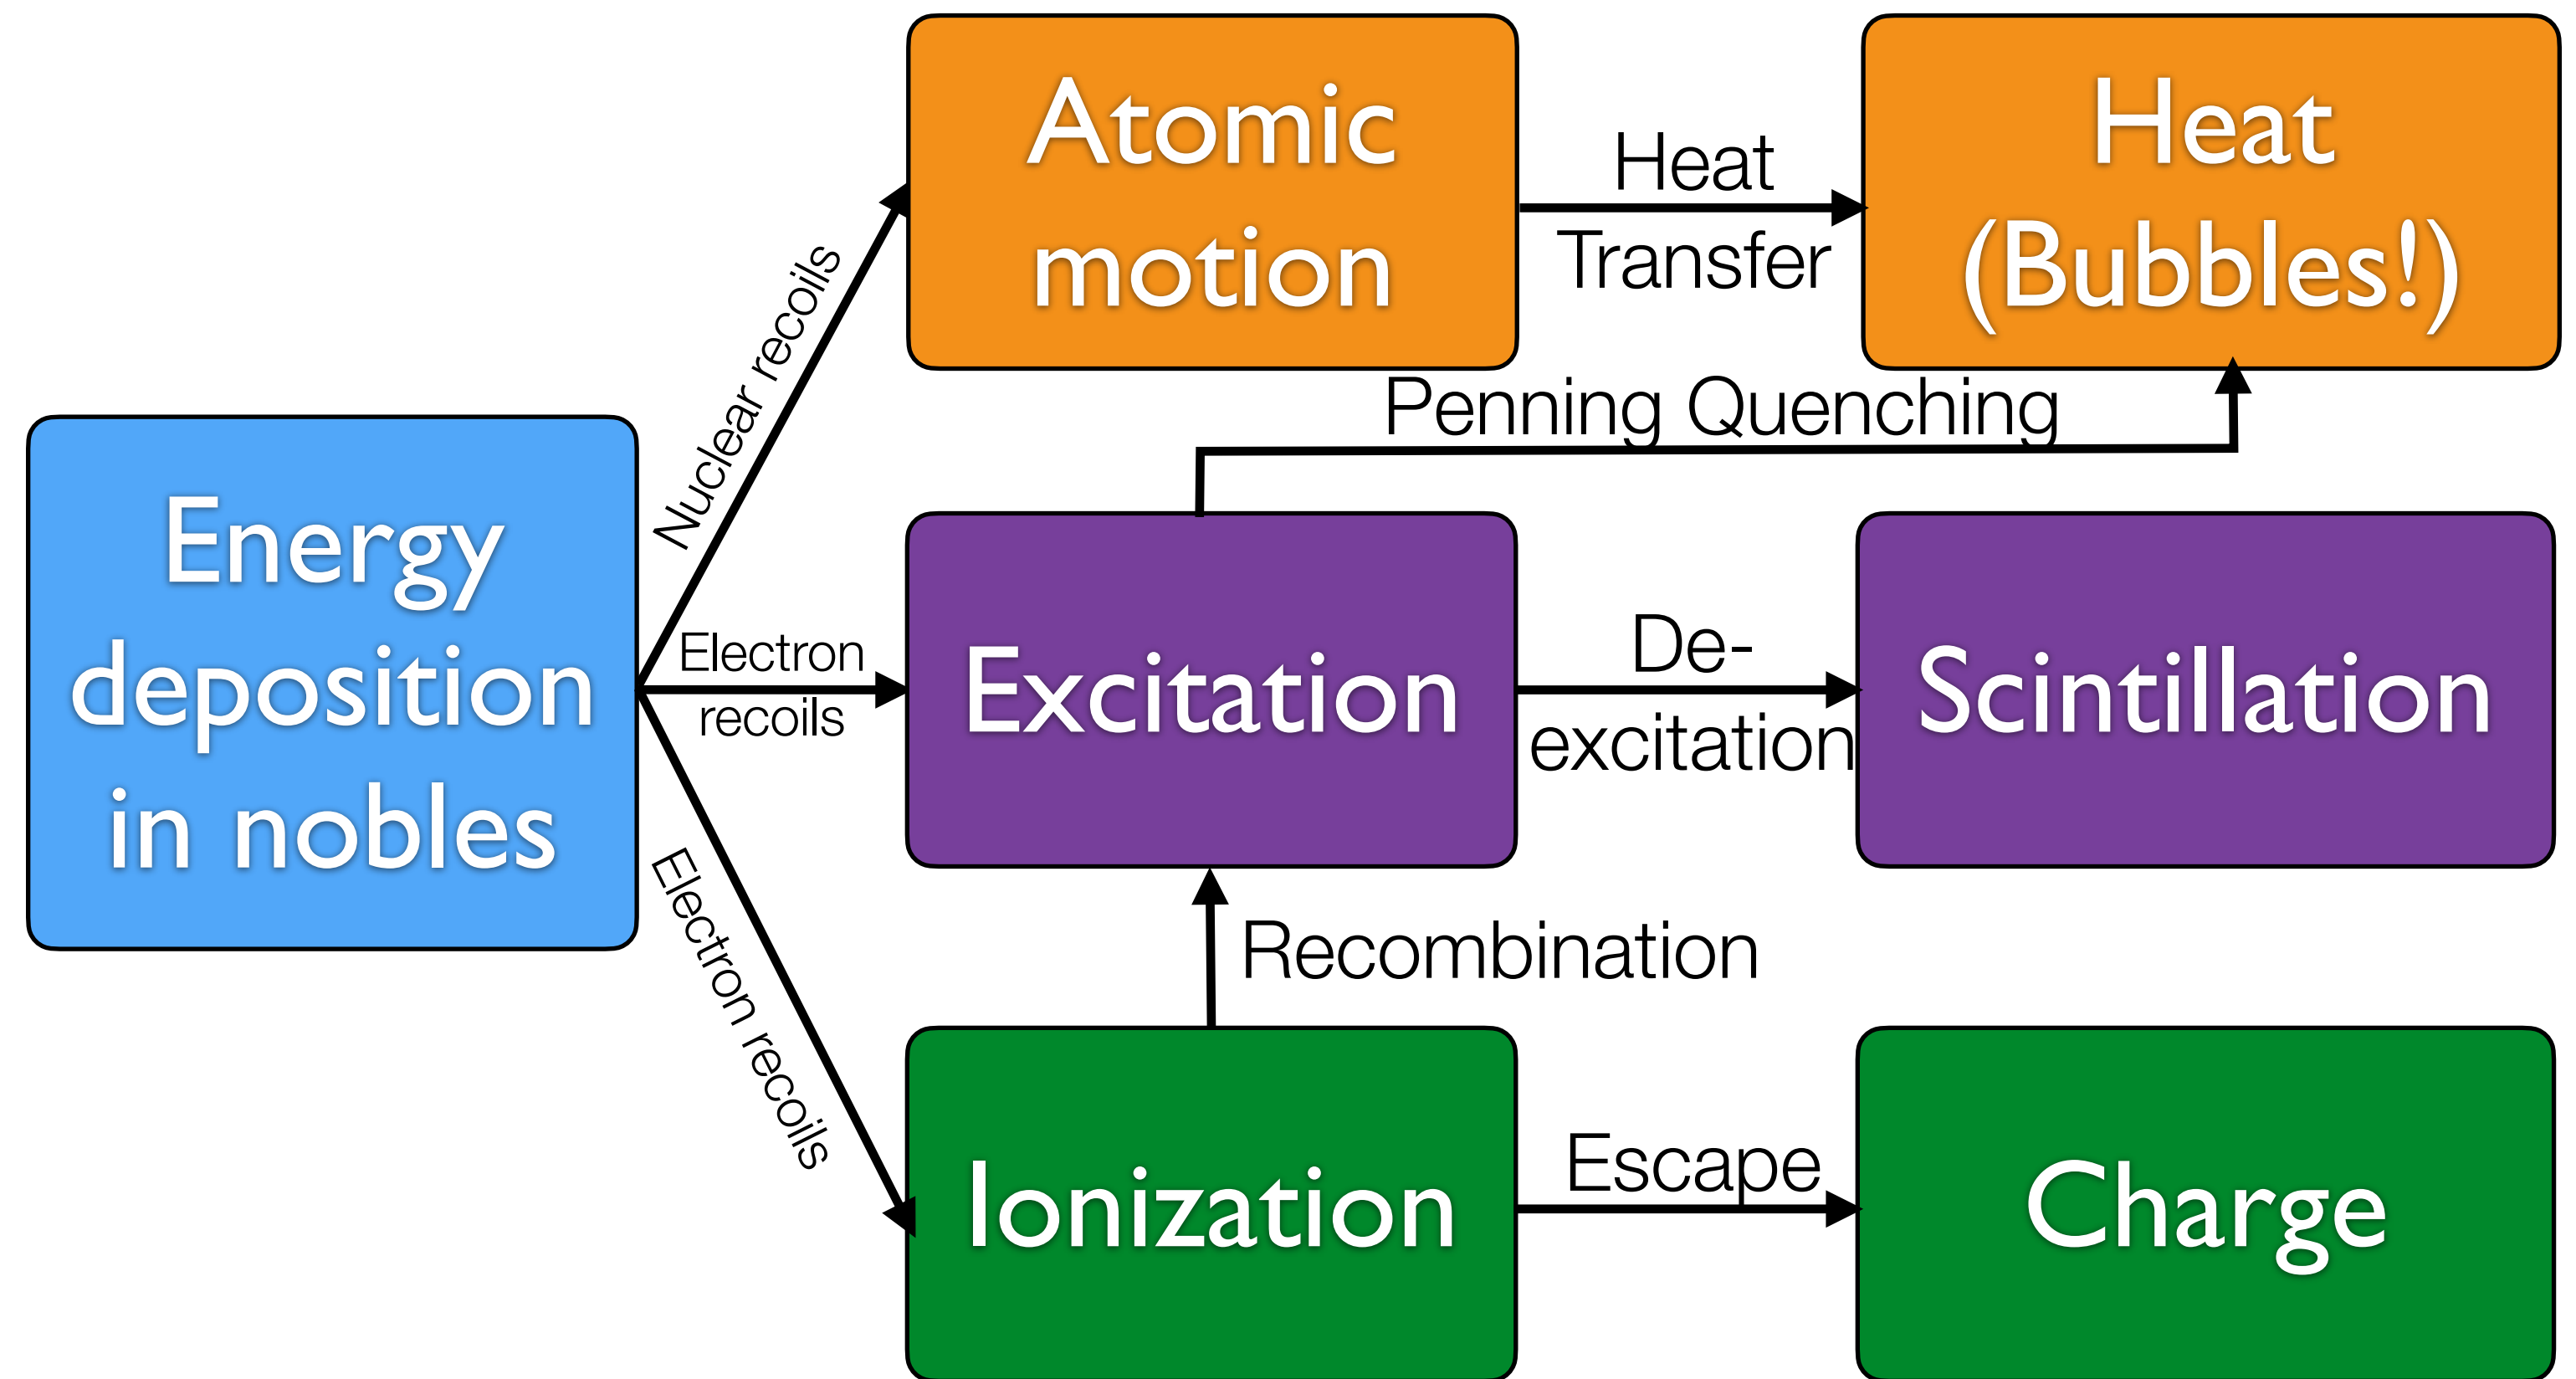 Energy
deposition
in nobles
Nuclear recoils
Electron
recoils
Electron recoils
Atomic
motion
Heat
Transfer
Heat
(Bubbles!)
Penning Quenching
Excitation
De-
excitation
Scintillation
Recombination
Ionization
Escape
Charge